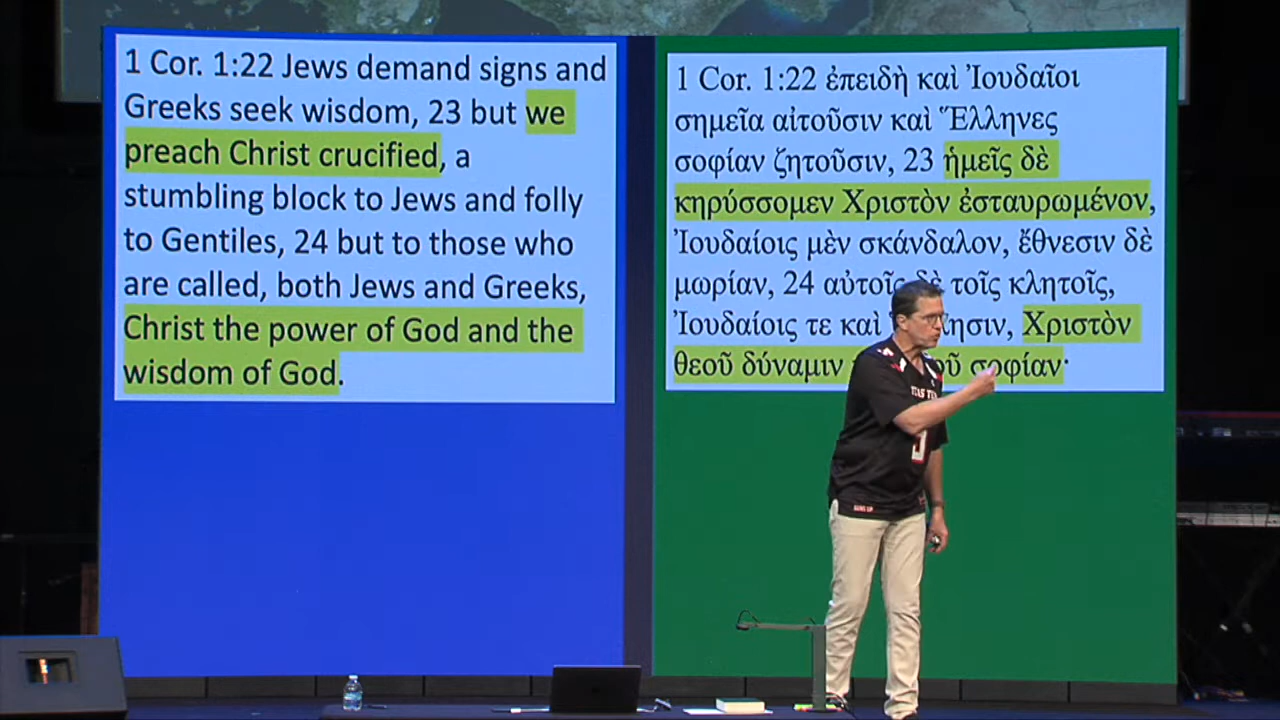 1 Cor. 1:22 Jews demand signs and
Greeks seek wisdom, 23 but we
preach Christ crucified, a
stumbling block to Jews and folly
to Gentiles, 24 but to those who
are called, both Jews and Greeks,
Christ the power of God and the
wisdom of God.
1 Cor. 1:22 ἐπειδὴ καὶ Ἰουδαῖοι
σημεῖα αἰτοῦσιν καὶ Ἕλληνες
σοφίαν ζητοῦσιν, 23 ἡμεῖς δὲ
κηρύσσομεν Χριστὸν ἐσταυρωμένον,
Ἰουδαίοις μὲν σκάνδαλον, ἔθνεσιν δὲ
μωρίαν, 24 αὐτοῖς δὲ τοῖς κλητοῖς,
Ἰουδαίοις τε καὶ Χριστὸν
θεοῦ δύναμιν σοφίαν·